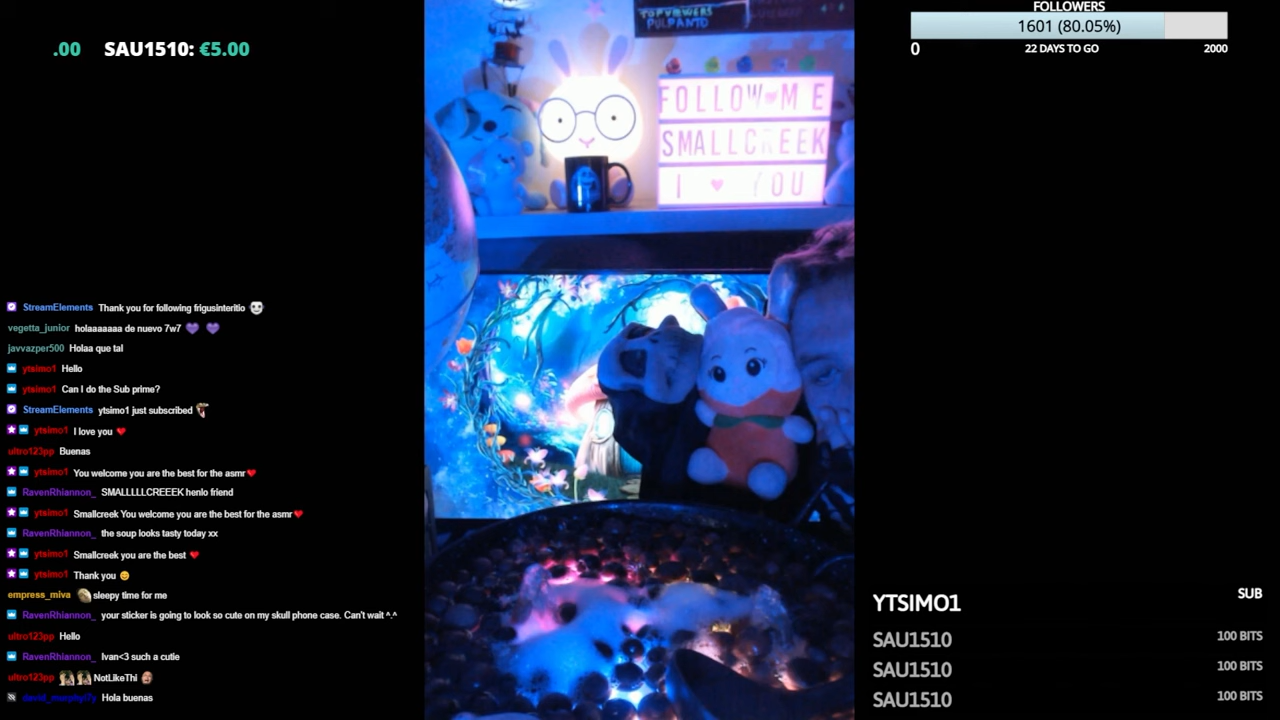 .00 SAU1510: €5.00
TOPVIEWERS
PULPANTO
FOLLOW ME
SMALLCREEK
I ♥ YOU
FOLLOWERS
1601 (80.05%)
0 22 DAYS TO GO 2000
StreamElements Thank you for following frigusinteritio
vegetta_junior holaaaaaaa de nuevo 7w7 💜 💜
javvazper500 Holaa que tal
ytsimo1 Hello
ytsimo1 Can I do the Sub prime?
StreamElements ytsimo1 just subscribed
ytsimo1 I love you ❤
ultro123pp Buenas
ytsimo1 You welcome you are the best for the asmr❤
RavenRhiannon_ SMALLLLCREEEK henlo friend
ytsimo1 Smallcreek You welcome you are the best for the asmr❤
RavenRhiannon_ the soup looks tasty today xx
ytsimo1 Smallcreek you are the best ❤
ytsimo1 Thank you 😊
empress_miva sleepy time for me
RavenRhiannon_ your sticker is going to look so cute on my skull phone case. Can't wait ^.^
ultro123pp Hello
RavenRhiannon_ Ivan<3 such a cutie
ultro123pp NotLikeThi
Hola buenas
YTSIMO1 SUB
SAU1510 100 BITS
SAU1510 100 BITS
SAU1510 100 BITS